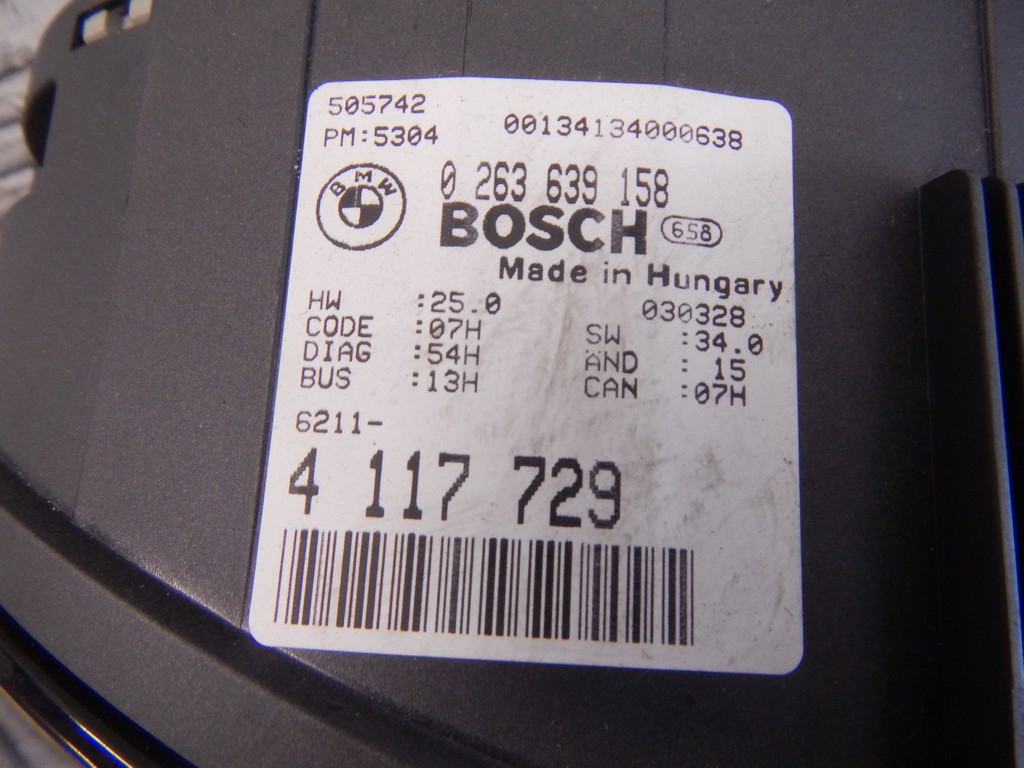 505742
PM:5304 00134134000638
BMW
0 263 639 158
BOSCH 658
Made in Hungary
HW :25.0 030328
CODE :07H SW :34.0
DIAG :54H AND : 15
BUS :13H CAN :07H
6211-
4 117 729